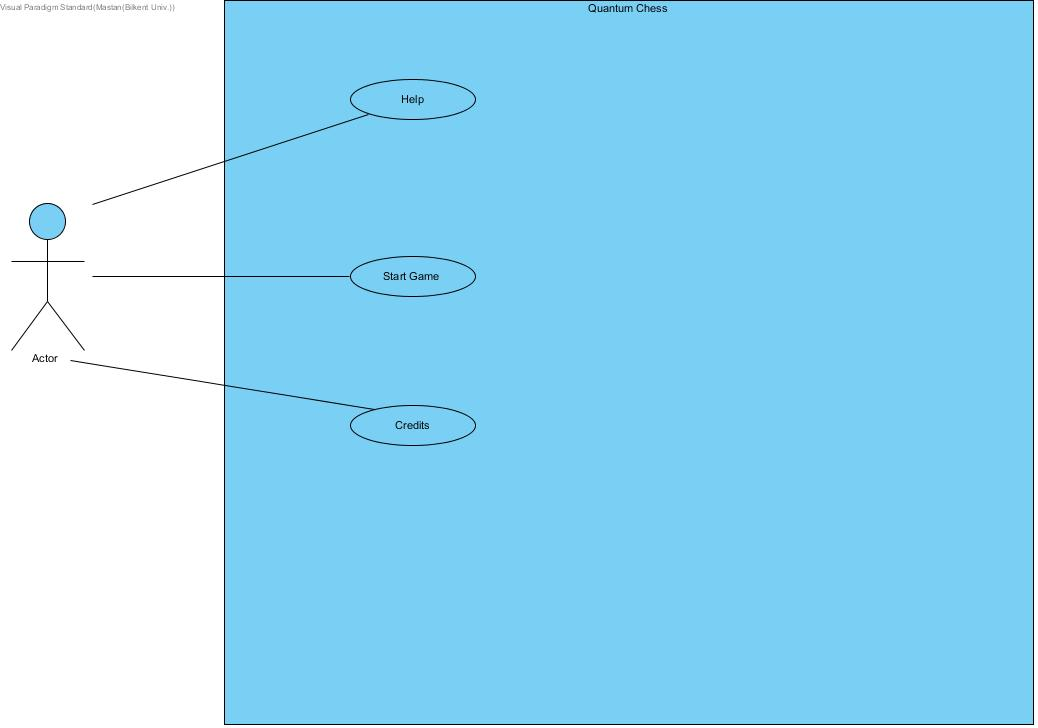 Visual Paradigm Standard(Mastan(Bilkent Univ.))
Quantum Chess
Help
Start Game
Actor
Credits